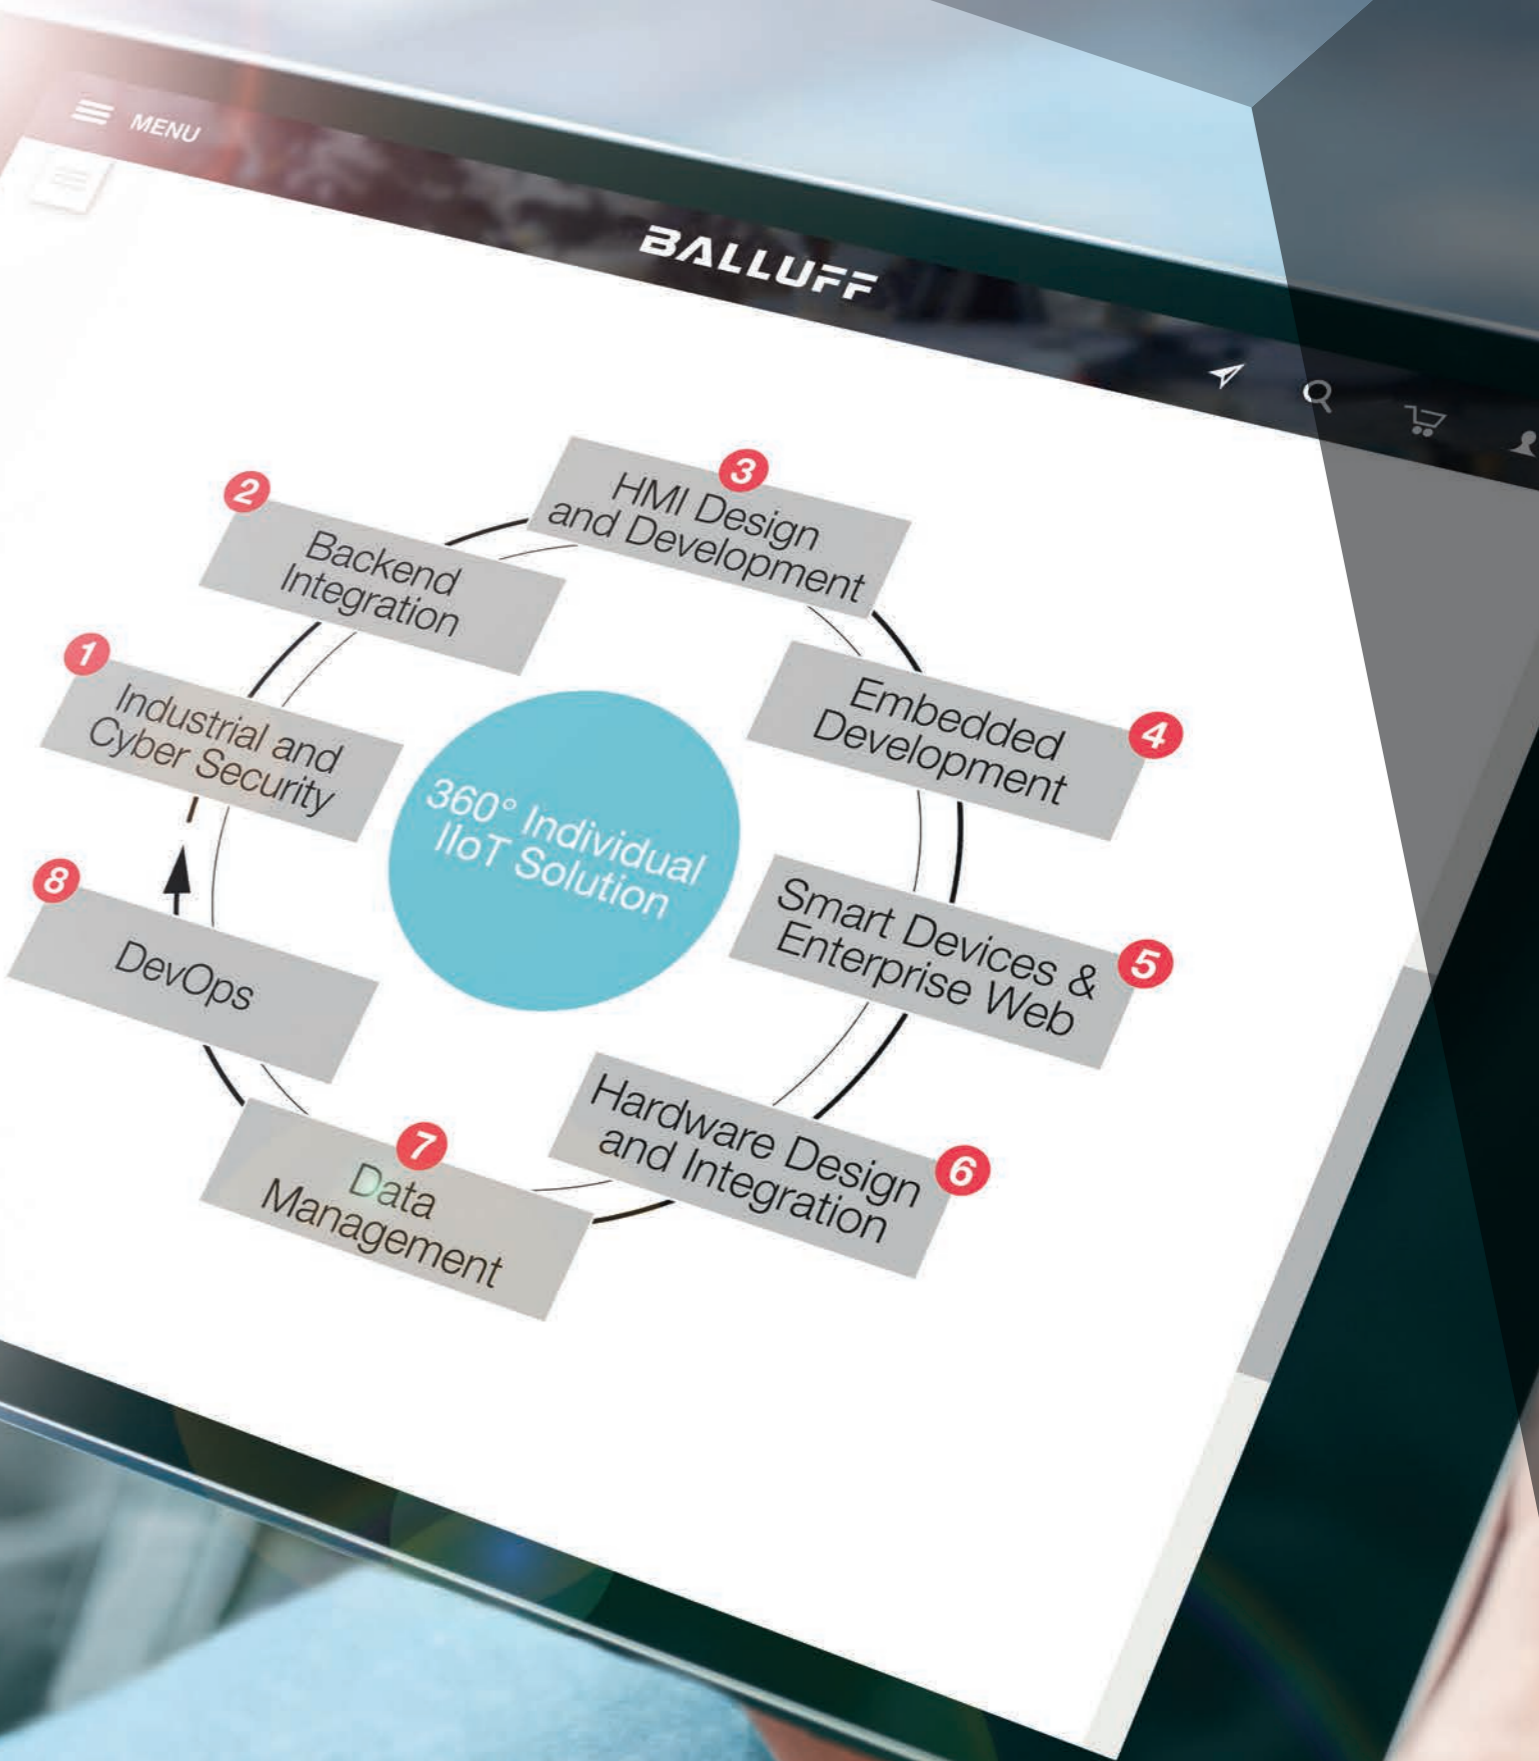 MENU
BALLUFF
3
HMI Design
and Development
2
Backend
Integration
1
Industrial and
Cyber Security
4
Embedded
Development
360° Individual
IIoT Solution
5
Smart Devices &
Enterprise Web
8
DevOps
6
Hardware Design
and Integration
7
Data
Management